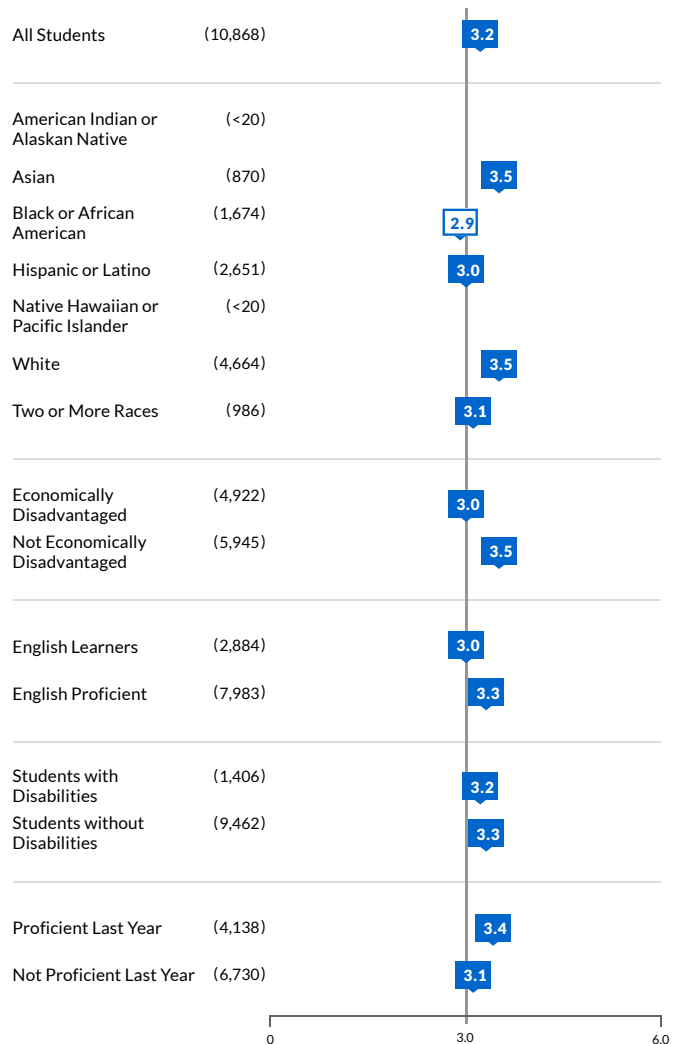 All Students (10,868) 3.2
American Indian or (<20)
Alaskan Native
Asian (870) 3.5
Black or African (1,674) 2.9
American
Hispanic or Latino (2,651) 3.0
Native Hawaiian or (<20)
Pacific Islander
White (4,664) 3.5
Two or More Races (986) 3.1
Economically (4,922) 3.0
Disadvantaged
Not Economically (5,945) 3.5
Disadvantaged
English Learners (2,884) 3.0
English Proficient (7,983) 3.3
Students with (1,406) 3.2
Disabilities
Students without (9,462) 3.3
Disabilities
Proficient Last Year (4,138) 3.4
Not Proficient Last Year (6,730) 3.1
0 3.0 6.0